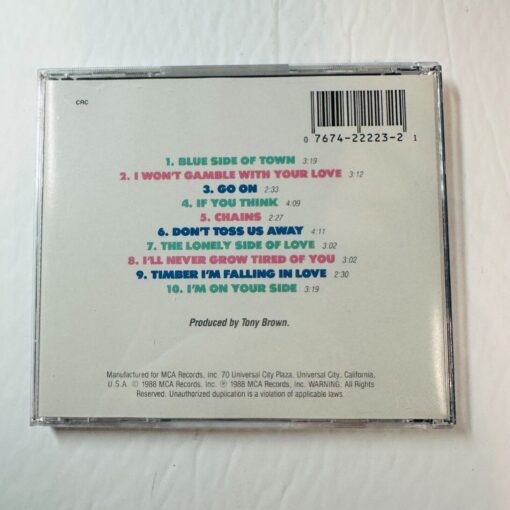 CRC
0 7674-22223-2 1
1. BLUE SIDE OF TOWN 3:19
2. I WON'T GAMBLE WITH YOUR LOVE 3:12
3. GO ON 2:33
4. IF YOU THINK 4:09
5. CHAINS 2:27
6. DON'T TOSS US AWAY 4:11
7. THE LONELY SIDE OF LOVE 3:02
8. I'LL NEVER GROW TIRED OF YOU 3:02
9. TIMBER I'M FALLING IN LOVE 2:30
10. I'M ON YOUR SIDE 3:19
Produced by Tony Brown.
Manufactured for MCA Records, Inc. 70 Universal City Plaza, Universal City, California,
U.S.A. © 1988 MCA Records, Inc. ℗ 1988 MCA Records, Inc. WARNING: All Rights
Reserved. Unauthorized duplication is a violation of applicable laws.